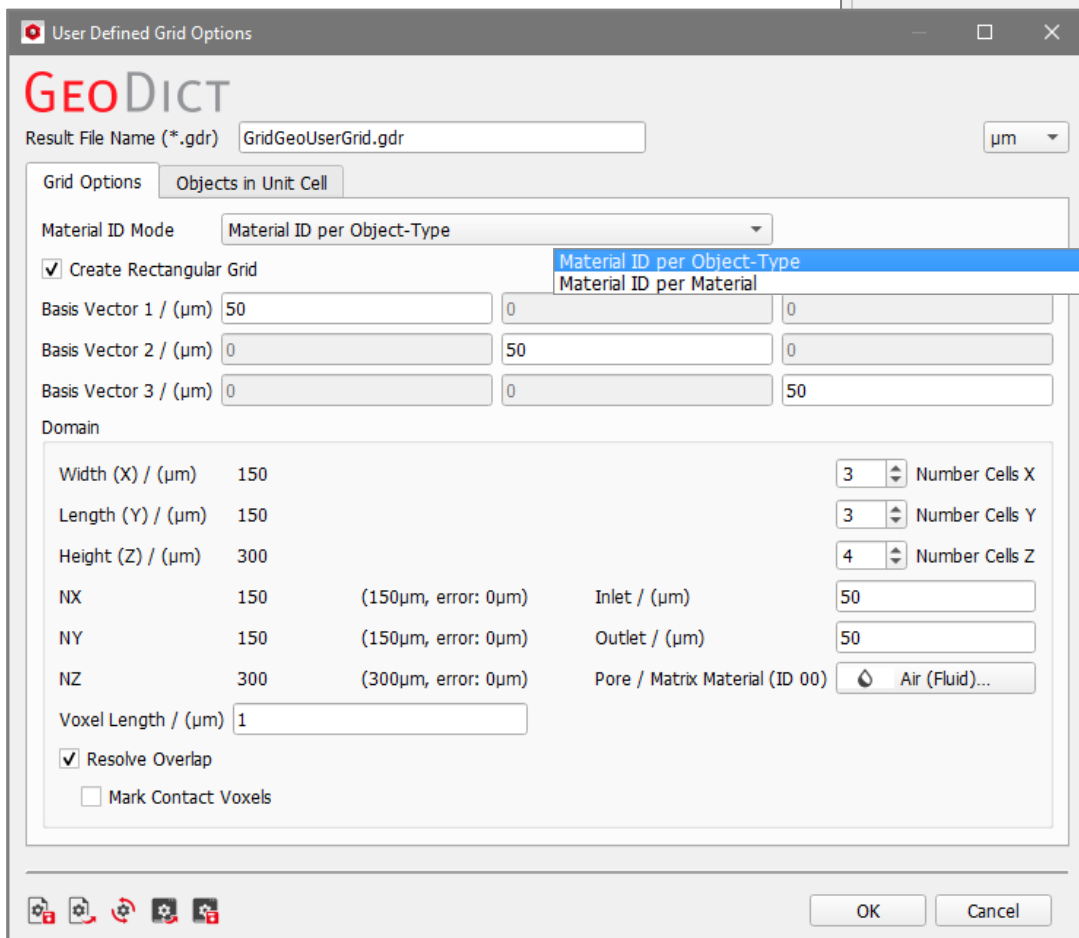 User Defined Grid Options
GEODICT
Result File Name (*.gdr) GridGeoUserGrid.gdr µm
Grid Options Objects in Unit Cell
Material ID Mode Material ID per Object-Type
Create Rectangular Grid Material ID per Object-Type
Material ID per Material
Basis Vector 1 / (µm) 50 0 0
Basis Vector 2 / (µm) 0 50 0
Basis Vector 3 / (µm) 0 0 50
Domain
Width (X) / (µm) 150 3 Number Cells X
Length (Y) / (µm) 150 3 Number Cells Y
Height (Z) / (µm) 300 4 Number Cells Z
NX 150 (150µm, error: 0µm) Inlet / (µm) 50
NY 150 (150µm, error: 0µm) Outlet / (µm) 50
NZ 300 (300µm, error: 0µm) Pore / Matrix Material (ID 00) Air (Fluid)...
Voxel Length / (µm) 1
Resolve Overlap
Mark Contact Voxels
OK Cancel